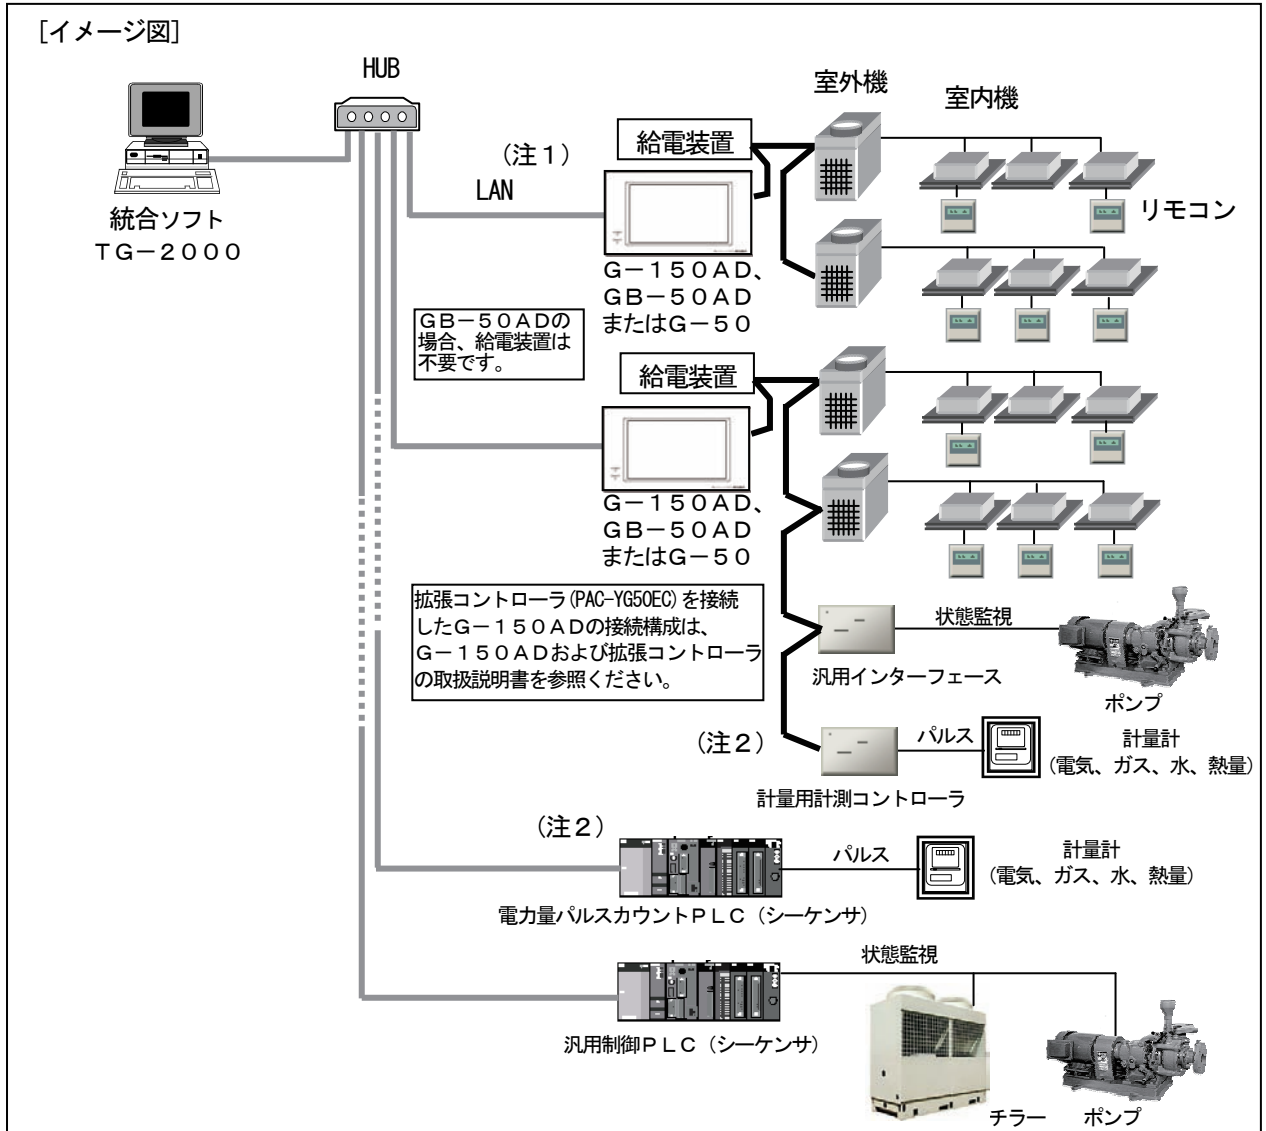 [イメージ図]
HUB
室外機
室内機
(注1)
給電装置
LAN
リモコン
統合ソフト
TG-2000
G-150AD、
GB-50AD
またはG-50
GB-50ADの
場合、給電装置は
不要です。
給電装置
G-150AD、
GB-50AD
またはG-50
拡張コントローラ(PAC-YG50EC)を接続
したG-150ADの接続構成は、
G-150ADおよび拡張コントローラ
の取扱説明書を参照ください。
状態監視
汎用インターフェース
ポンプ
(注2)
パルス
計量計
(電気、ガス、水、熱量)
計量用計測コントローラ
(注2)
パルス
計量計
(電気、ガス、水、熱量)
電力量パルスカウントPLC(シーケンサ)
状態監視
汎用制御PLC(シーケンサ)
チラー
ポンプ